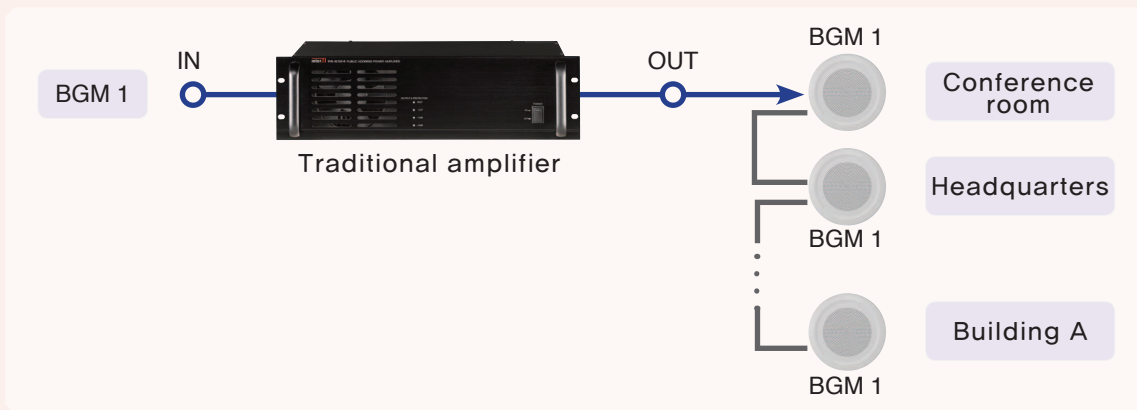 BGM 1
IN
OUT
BGM 1
Conference
room
Traditional amplifier
Headquarters
BGM 1
Building A
BGM 1